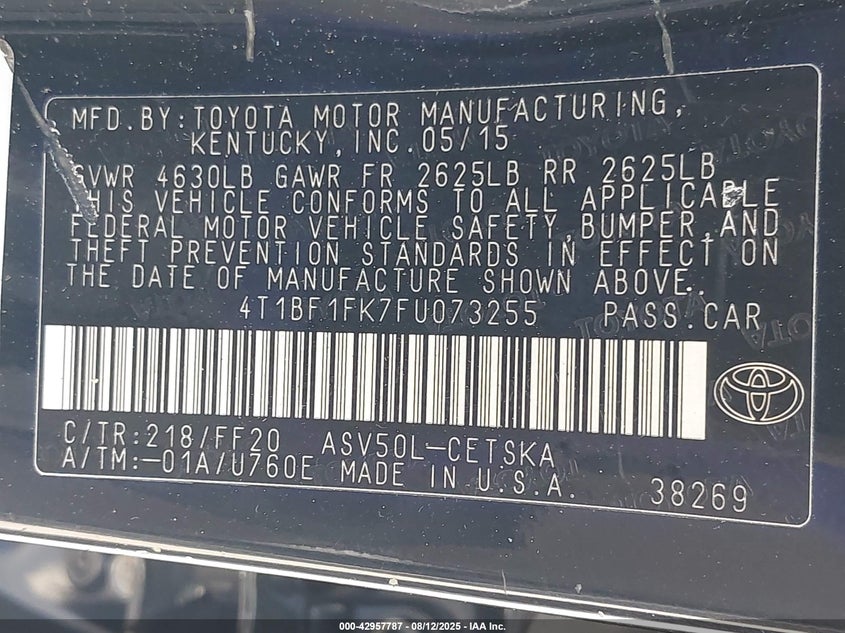 MFD.BY:TOYOTA MOTOR MANUFACTURING,
KENTUCKY,INC.05/15
GVWR 4630LB GAWR FR 2625LB RR 2625LB
THIS VEHICLE CONFORMS TO ALL APPLICABLE
FEDERAL MOTOR VEHICLE SAFETY,BUMPER,AND
THEFT PREVENTION STANDARDS IN EFFECT ON
THE DATE OF MANUFACTURE SHOWN ABOVE..
4T1BF1FK7FU073255 PASS.CAR
C/TR:218/FF20 ASV50L-CETSKA
A/TM:-01A/U760E MADE IN U.S.A. 38269
000-42957787 - 08/12/2025 - IAA Inc.